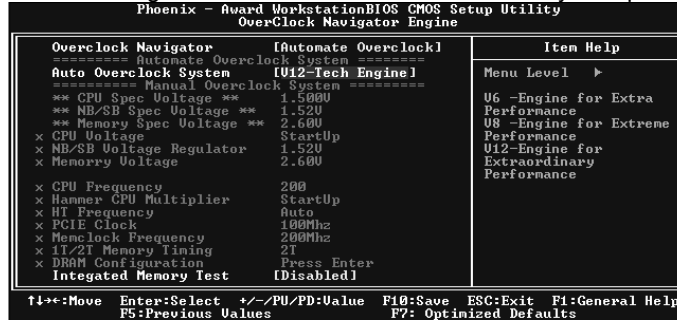 Phoenix - Award WorkstationBIOS CMOS Setup Utility
OverClock Navigator Engine
Overclock Navigator [Automate Overclock] Item Help
======== Automate Overclock System ========
Auto Overclock System [V12-Tech Engine] Menu Level ▶
========== Manual Overclock System =========
** CPU Spec Voltage ** 1.500V V6 -Engine for Extra
** NB/SB Spec Voltage ** 1.52V Performance
** Memory Spec Voltage ** 2.60V V8 -Engine for Extreme
x CPU Voltage StartUp Performance
x NB/SB Voltage Regulator 1.52V V12-Engine for
x Memorry Voltage 2.60V Extraordinary
Performance
x CPU Frequency 200
x Hammer CPU Multiplier StartUp
x HT Frequency Auto
x PCIE Clock 100Mhz
x Memclock Frequency 200Mhz
x 1T/2T Memory Timing 2T
x DRAM Configuration Press Enter
Integated Memory Test [Disabled]
↑↓→←:Move Enter:Select +/-/PU/PD:Value F10:Save ESC:Exit F1:General Help
F5:Previous Values F7: Optimized Defaults